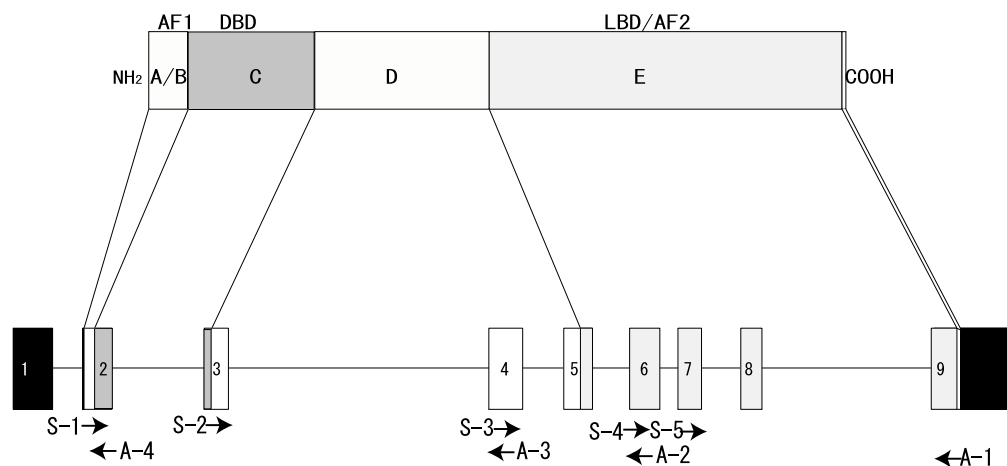 AF1 DBD LBD/AF2
NH2 A/B C D E COOH
1 2 3 4 5 6 7 8 9
S-1 S-2 S-3 S-4 S-5
A-4 A-3 A-2 A-1